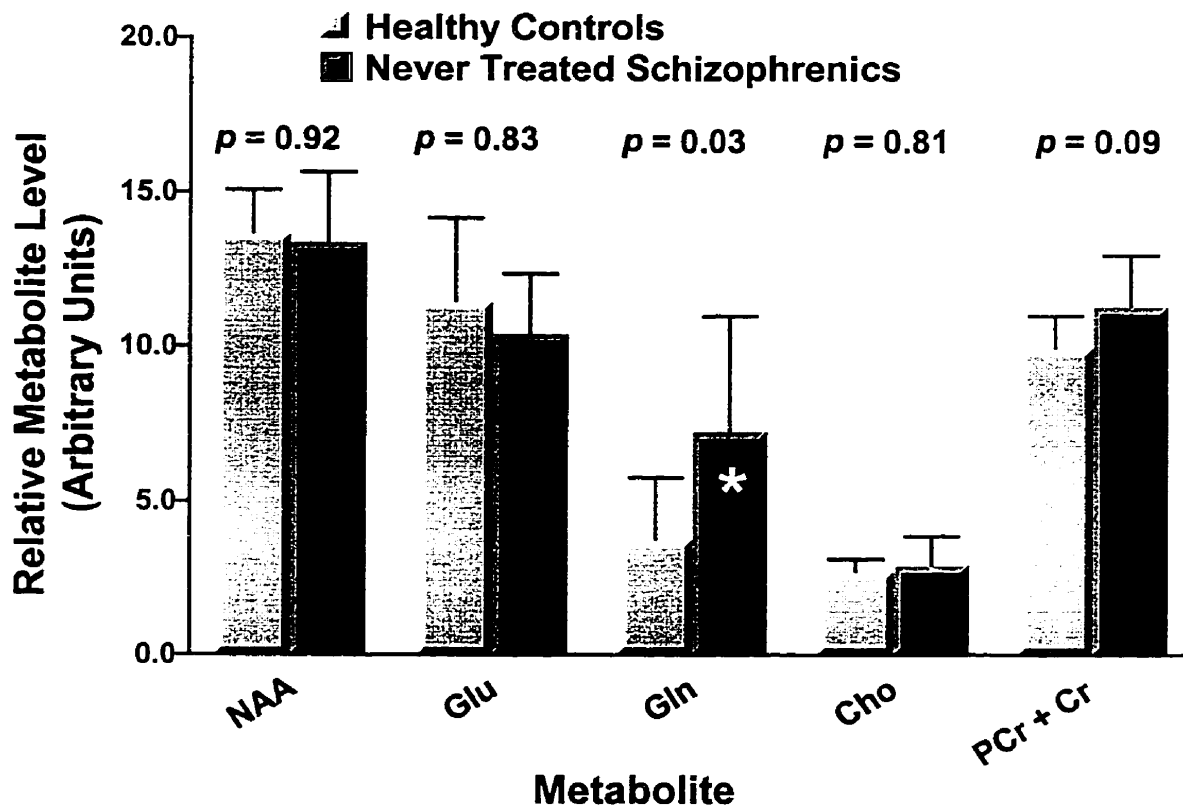 Healthy Controls
Never Treated Schizophrenics
Relative Metabolite Level
(Arbitrary Units)
20.0
15.0
10.0
5.0
0.0
p = 0.92
p = 0.83
p = 0.03
p = 0.81
p = 0.09
*
NAA
Glu
Gln
Cho
PCr + Cr
Metabolite